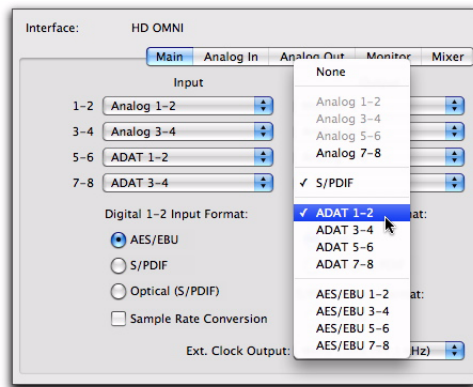 Interface: HD OMNI
Main Analog In Analog Out Monitor Mixer
Input
1-2 Analog 1-2
3-4 Analog 3-4
5-6 ADAT 1-2
7-8 ADAT 3-4
Digital 1-2 Input Format:
AES/EBU
S/PDIF
Optical (S/PDIF)
Sample Rate Conversion
Ext. Clock Output:
None
Analog 1-2
Analog 3-4
Analog 5-6
Analog 7-8
✓ S/PDIF
✓ ADAT 1-2
ADAT 3-4
ADAT 5-6
ADAT 7-8
AES/EBU 1-2
AES/EBU 3-4
AES/EBU 5-6
AES/EBU 7-8
at:
at:
Hz)